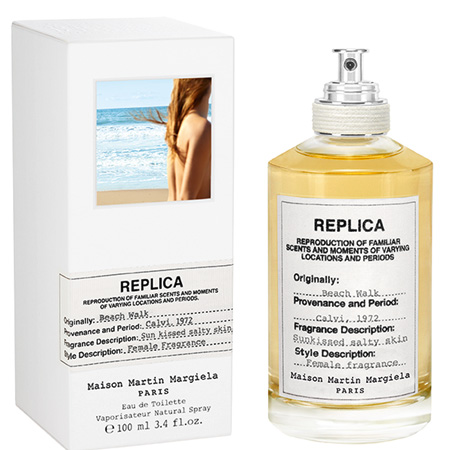 REPLICA
REPRODUCTION OF FAMILIAR SCENTS AND MOMENTS
OF VARYING LOCATIONS AND PERIODS.
Originally: Beach Walk
Provenance and Period: Calvi, 1972
Fragrance Description: Sun kissed salty skin
Style Description: Female Fragrance
Maison Martin Margiela
PARIS
Eau de Toilette
Vaporisateur Natural Spray
℮ 100 ml 3.4 fl.oz.
REPLICA
REPRODUCTION OF FAMILIAR
SCENTS AND MOMENTS OF VARYING
LOCATIONS AND PERIODS
Originally:
Beach Walk
Provenance and Period:
Calvi, 1972
Fragrance Description:
Sunkissed salty skin
Style Description:
Female fragrance
Maison Martin Margiela
PARIS